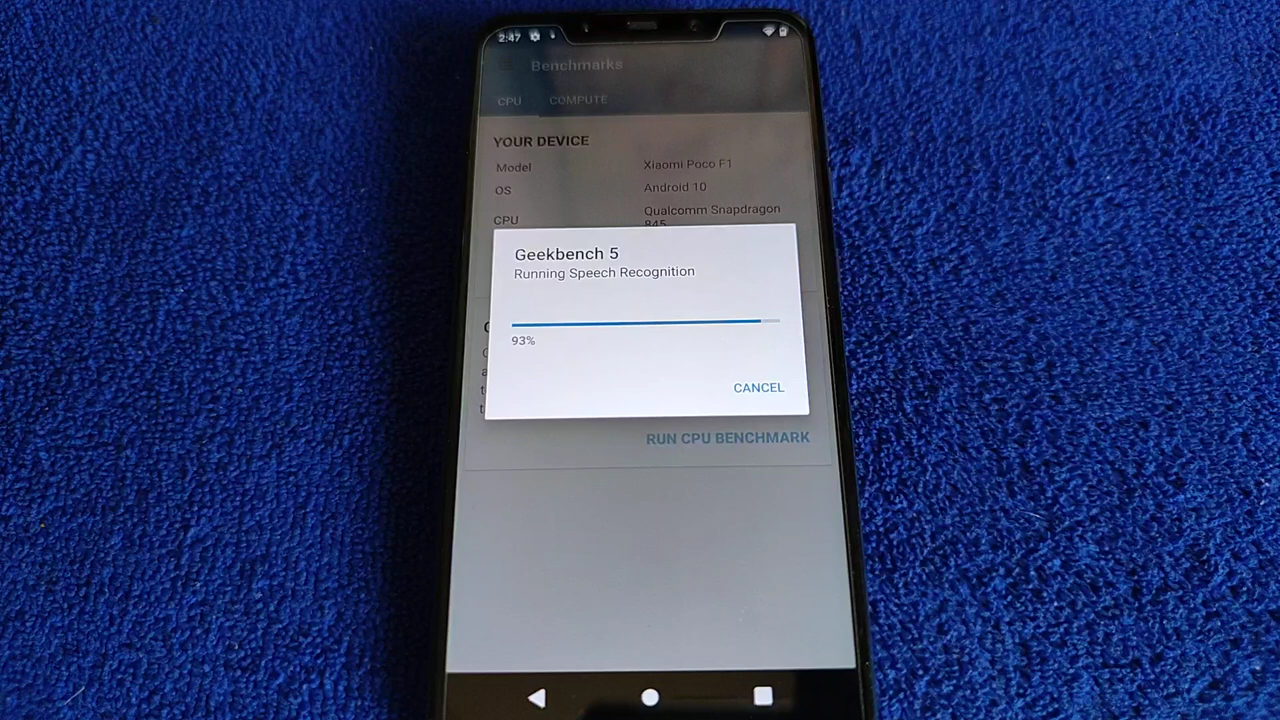 2:47
Benchmarks
CPU COMPUTE
YOUR DEVICE
Model Xiaomi Poco F1
OS Android 10
CPU Qualcomm Snapdragon
845
Geekbench 5
Running Speech Recognition
93%
CANCEL
RUN CPU BENCHMARK